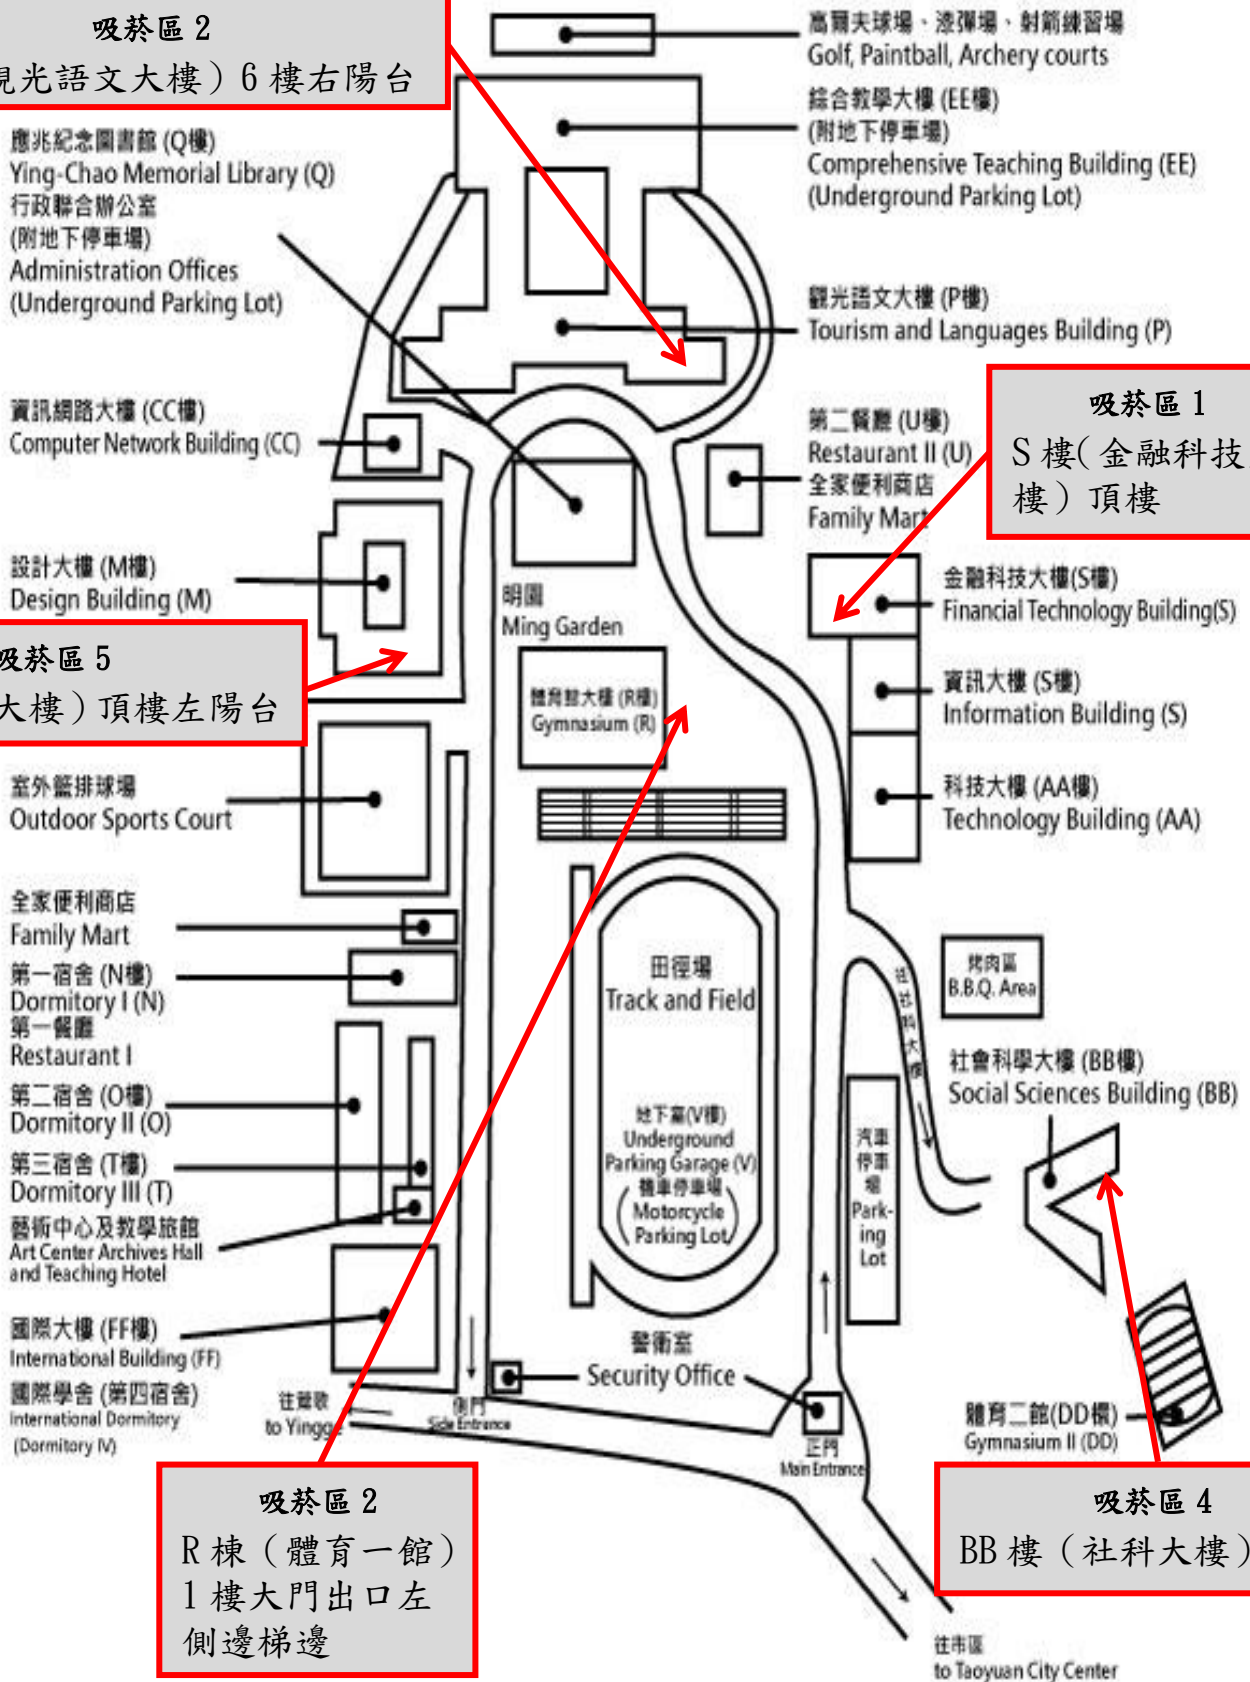 吸菸區 2
觀光語文大樓）6 樓右陽台
高爾夫球場、漆彈場、射箭練習場
Golf, Paintball, Archery courts
綜合教學大樓 (EE樓)
(附地下停車場)
Comprehensive Teaching Building (EE)
(Underground Parking Lot)
應兆紀念圖書館 (Q樓)
Ying-Chao Memorial Library (Q)
行政聯合辦公室
(附地下停車場)
Administration Offices
(Underground Parking Lot)
觀光語文大樓 (P樓)
Tourism and Languages Building (P)
資訊網路大樓 (CC樓)
Computer Network Building (CC)
第二餐廳 (U樓)
Restaurant II (U)
全家便利商店
Family Mart
吸菸區 1
S 樓( 金融科技
樓）頂樓
設計大樓 (M樓)
Design Building (M)
明園
Ming Garden
金融科技大樓(S樓)
Financial Technology Building(S)
吸菸區 5
大樓）頂樓左陽台
體育館大樓 (R樓)
Gymnasium (R)
資訊大樓 (S樓)
Information Building (S)
室外籃排球場
Outdoor Sports Court
科技大樓 (AA樓)
Technology Building (AA)
全家便利商店
Family Mart
第一宿舍 (N樓)
Dormitory I (N)
第一餐廳
Restaurant I
田徑場
Track and Field
烤肉區
B.B.Q. Area
往社科大樓
社會科學大樓 (BB樓)
Social Sciences Building (BB)
第二宿舍 (O樓)
Dormitory II (O)
第三宿舍 (T樓)
Dormitory III (T)
藝術中心及教學旅館
Art Center Archives Hall
and Teaching Hotel
地下室(V樓)
Underground
Parking Garage (V)
機車停車場
Motorcycle
Parking Lot
汽車
停車
場
Park-
ing
Lot
國際大樓 (FF樓)
International Building (FF)
國際學舍 (第四宿舍)
International Dormitory
(Dormitory IV)
警衛室
Security Office
往鶯歌
to Yingge
側門
Side Entrance
正門
Main Entrance
體育二館(DD樓)
Gymnasium II (DD)
吸菸區 2
R 棟（體育一館）
1 樓大門出口左
側邊梯邊
吸菸區 4
BB 樓（社科大樓）
往市區
to Taoyuan City Center